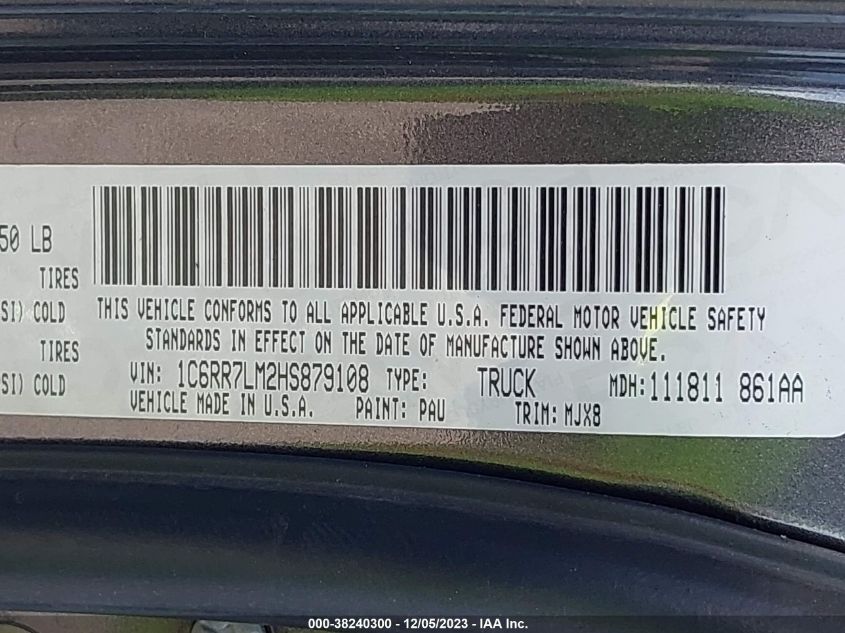 50 LB
TIRES
SI) COLD
TIRES
SI) COLD
THIS VEHICLE CONFORMS TO ALL APPLICABLE U.S.A. FEDERAL MOTOR VEHICLE SAFETY
STANDARDS IN EFFECT ON THE DATE OF MANUFACTURE SHOWN ABOVE.
VIN: 1C6RR7LM2HS879108 TYPE: TRUCK MDH:111811 861AA
VEHICLE MADE IN U.S.A. PAINT: PAU TRIM: MJX8
000-38240300 - 12/05/2023 - IAA Inc.